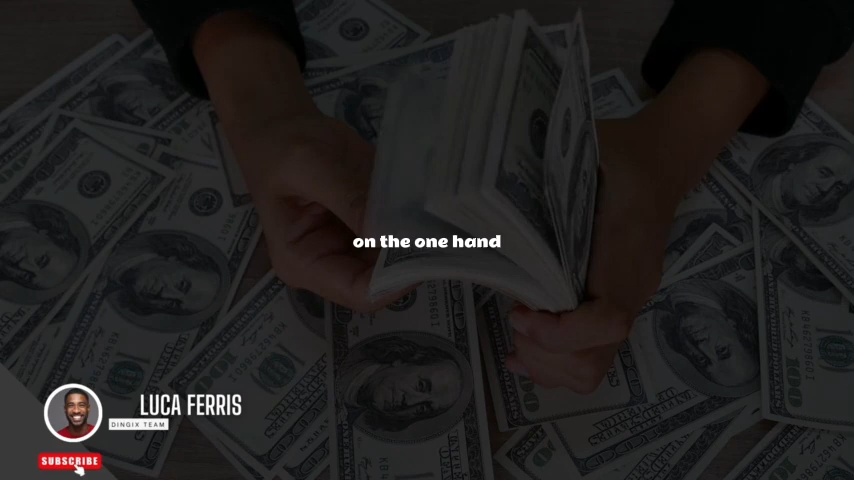 on the one hand
LUCA FERRIS
DINGIX TEAM
SUBSCRIBE